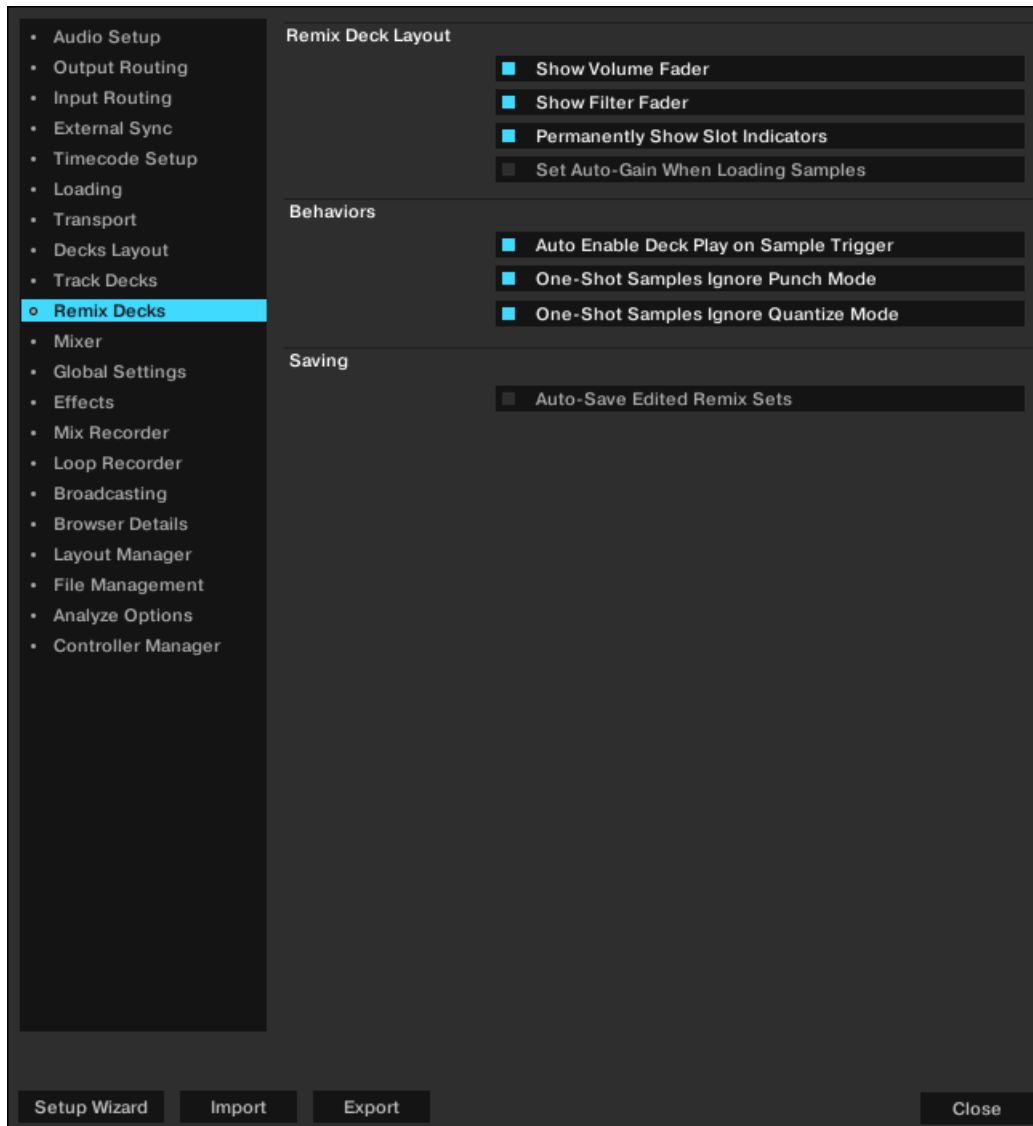 Audio Setup
Output Routing
Input Routing
External Sync
Timecode Setup
Loading
Transport
Decks Layout
Track Decks
Remix Decks
Mixer
Global Settings
Effects
Mix Recorder
Loop Recorder
Broadcasting
Browser Details
Layout Manager
File Management
Analyze Options
Controller Manager
Remix Deck Layout
Show Volume Fader
Show Filter Fader
Permanently Show Slot Indicators
Set Auto-Gain When Loading Samples
Behaviors
Auto Enable Deck Play on Sample Trigger
One-Shot Samples Ignore Punch Mode
One-Shot Samples Ignore Quantize Mode
Saving
Auto-Save Edited Remix Sets
Setup Wizard
Import
Export
Close